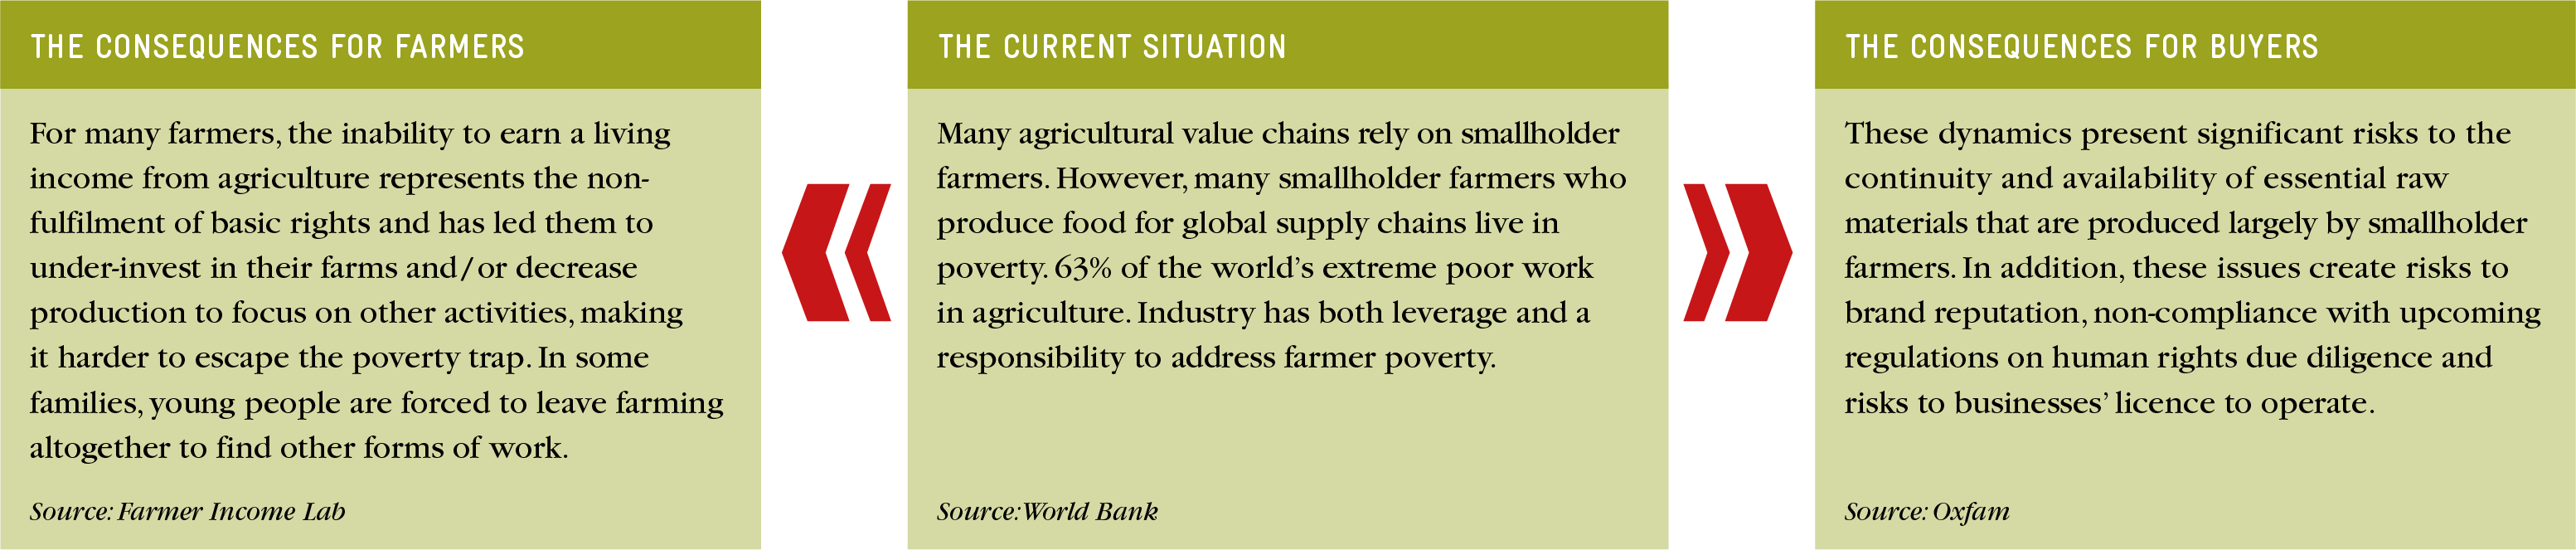 THE CONSEQUENCES FOR FARMERS
For many farmers, the inability to earn a living
income from agriculture represents the non-
fulfilment of basic rights and has led them to
under-invest in their farms and/or decrease
production to focus on other activities, making
it harder to escape the poverty trap. In some
families, young people are forced to leave farming
altogether to find other forms of work.
Source: Farmer Income Lab
THE CURRENT SITUATION
Many agricultural value chains rely on smallholder
farmers. However, many smallholder farmers who
produce food for global supply chains live in
poverty. 63% of the world's extreme poor work
in agriculture. Industry has both leverage and a
responsibility to address farmer poverty.
Source: World Bank
THE CONSEQUENCES FOR BUYERS
These dynamics present significant risks to the
continuity and availability of essential raw
materials that are produced largely by smallholder
farmers. In addition, these issues create risks to
brand reputation, non-compliance with upcoming
regulations on human rights due diligence and
risks to businesses' licence to operate.
Source: Oxfam